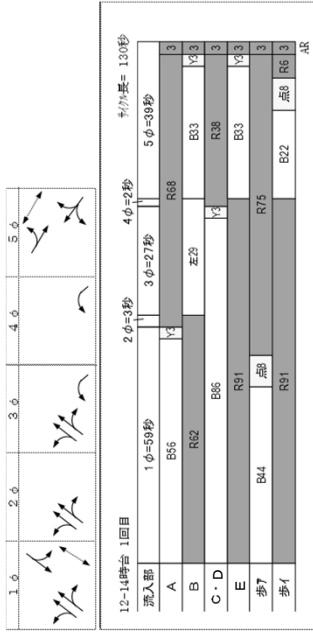 1φ 2φ 3φ 4φ 5φ
12-14時台 1回目 サイクル長= 130秒
流入部 1φ=59秒 2φ=3秒 3φ=27秒 4φ=2秒 5φ=39秒
A B56 Y3 R68 3
B R62 左29 B33 Y3 3
C・D B86 Y3 R38 3
E R91 B33 Y3 3
歩ア B44 点8 R75 3
歩イ R91 B22 点8 R6 3
AR